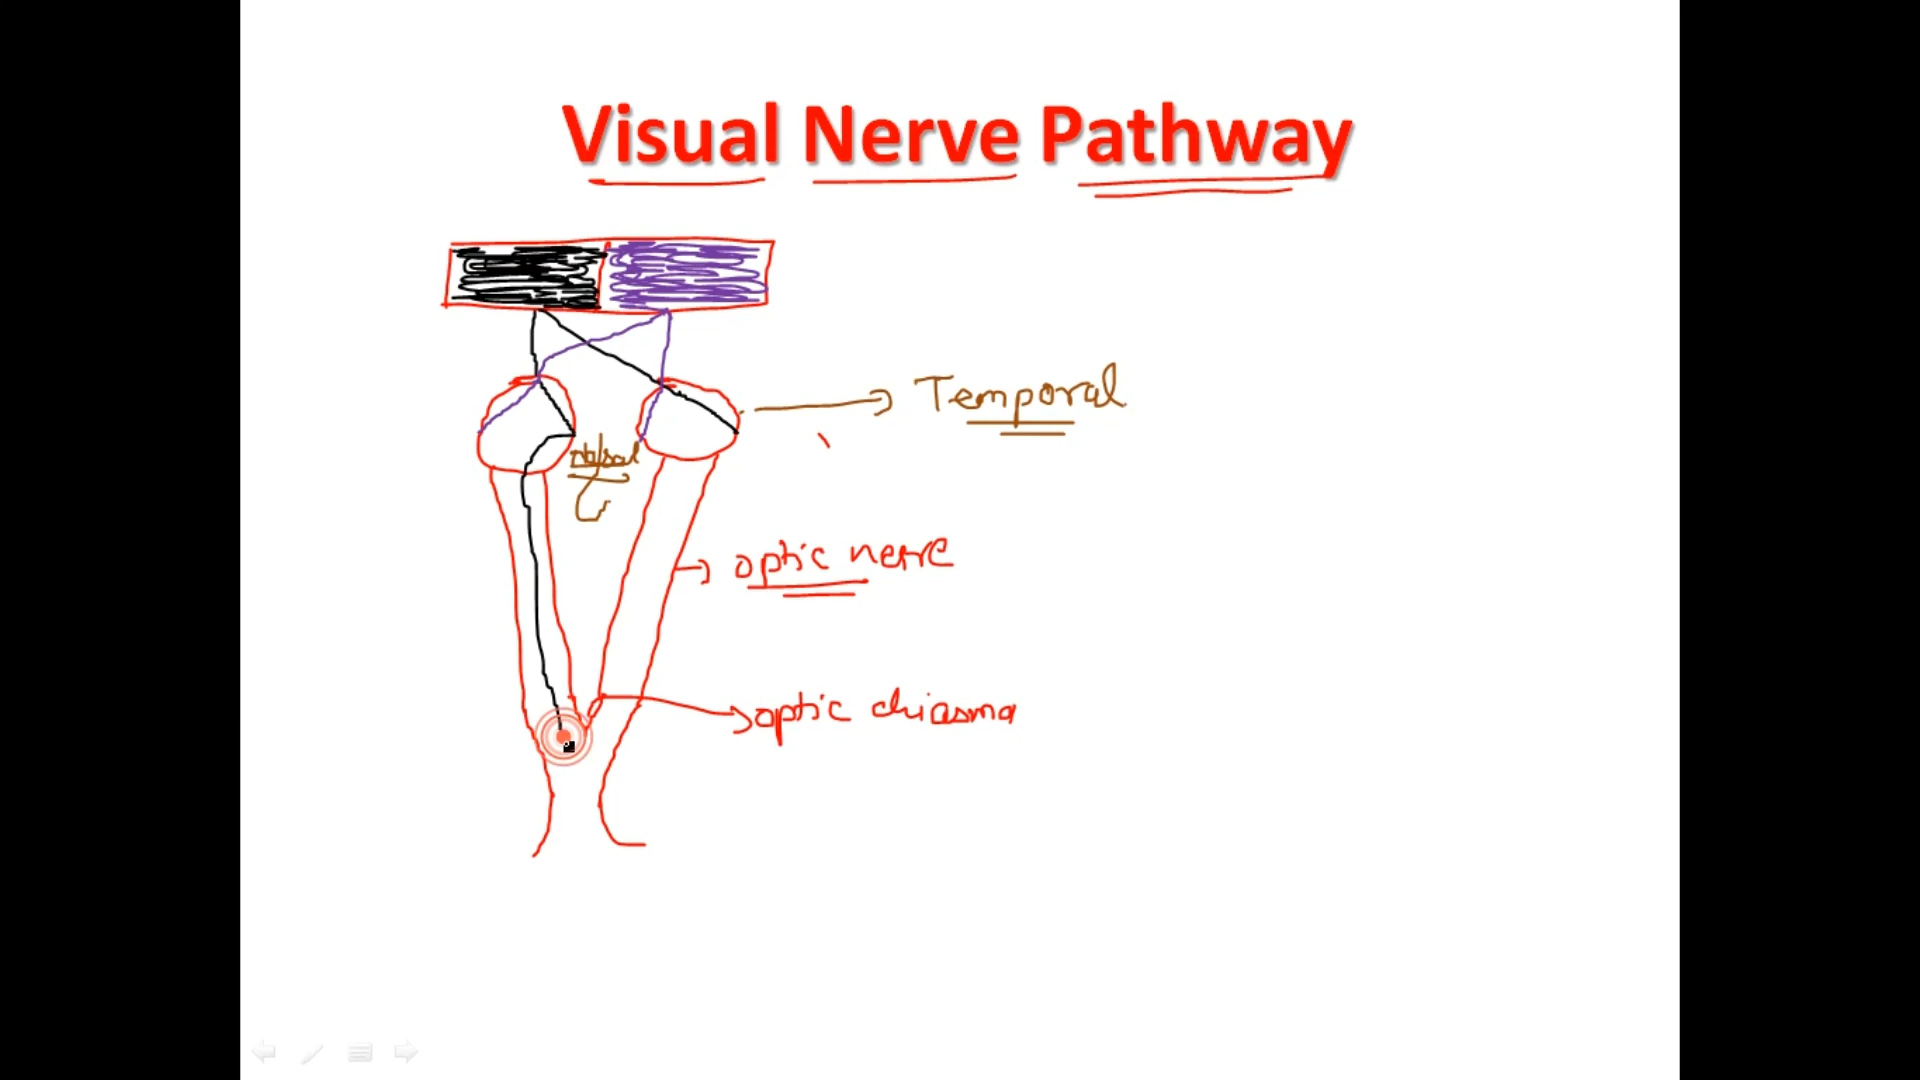 Visual Nerve Pathway
Temporal
nasal
optic nerve
optic chiasma